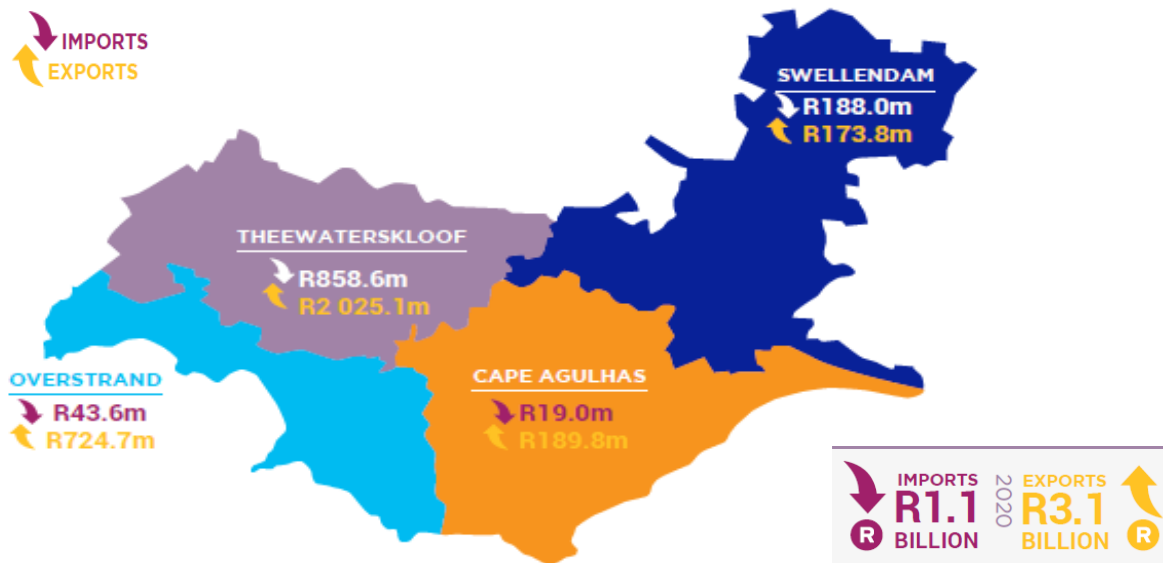 IMPORTS
EXPORTS
SWELLENDAM
R188.0m
R173.8m
THEEWATERSKLOOF
R858.6m
R2 025.1m
OVERSTRAND
R43.6m
R724.7m
CAPE AGULHAS
R19.0m
R189.8m
IMPORTS
R1.1
BILLION
R
2020
EXPORTS
R3.1
BILLION
R